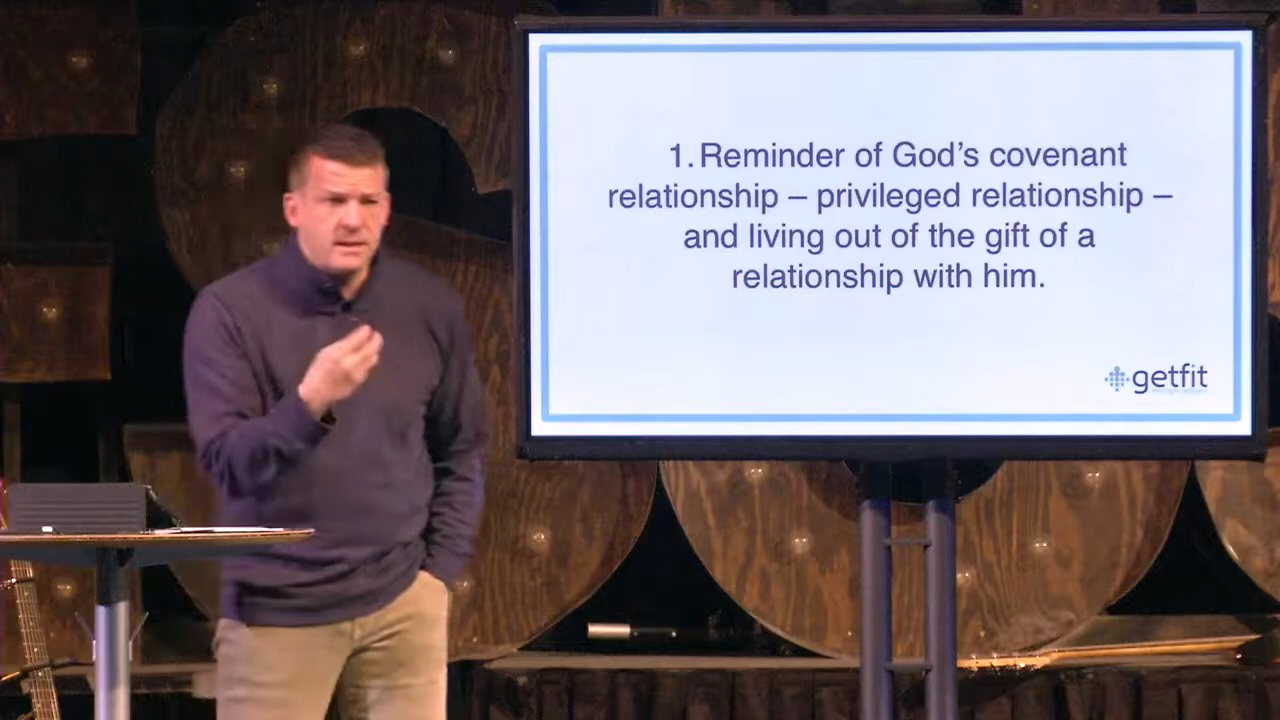 1. Reminder of God's covenant
relationship – privileged relationship –
and living out of the gift of a
relationship with him.
getfit